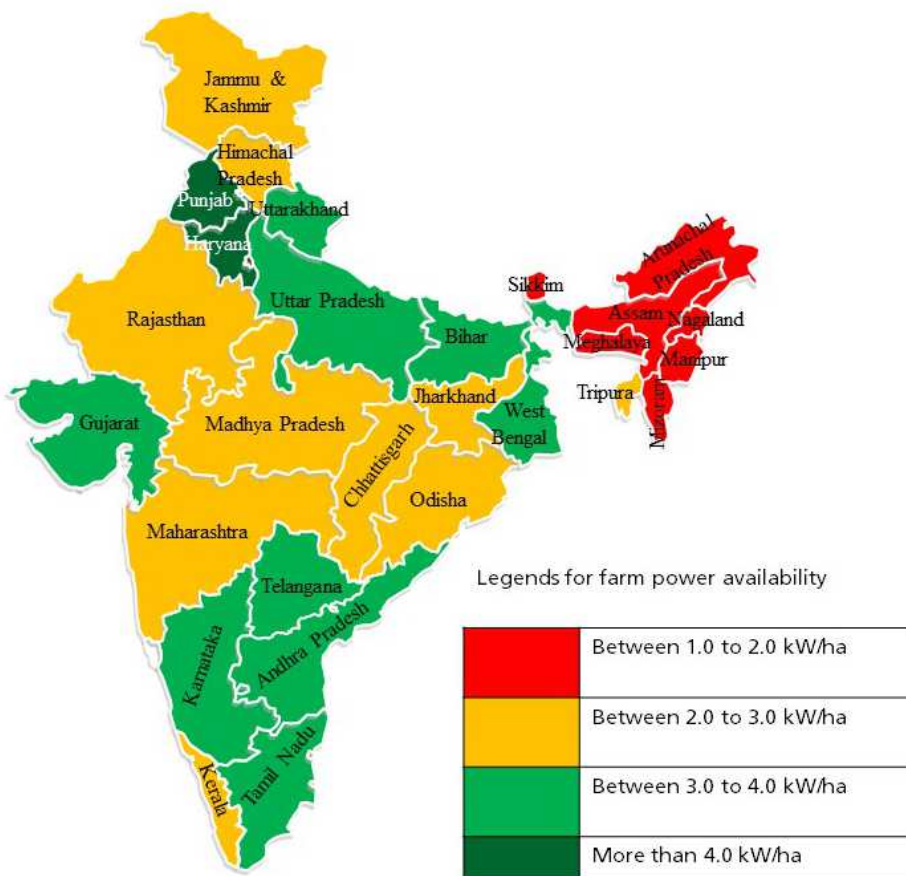 Jammu &
Kashmir
Himachal
Pradesh
Punjab
Uttarakhand
Haryana
Arunachal
Pradesh
Sikkim
Uttar Pradesh
Rajasthan
Assam
Nagaland
Bihar
Meghalaya
Manipur
Jharkhand
Tripura
Mizoram
Gujarat
Madhya Pradesh
West
Bengal
Chhattisgarh
Odisha
Maharashtra
Telangana
Legends for farm power availability
Karnataka
Andhra Pradesh
Between 1.0 to 2.0 kW/ha
Between 2.0 to 3.0 kW/ha
Tamil Nadu
Kerala
Between 3.0 to 4.0 kW/ha
More than 4.0 kW/ha